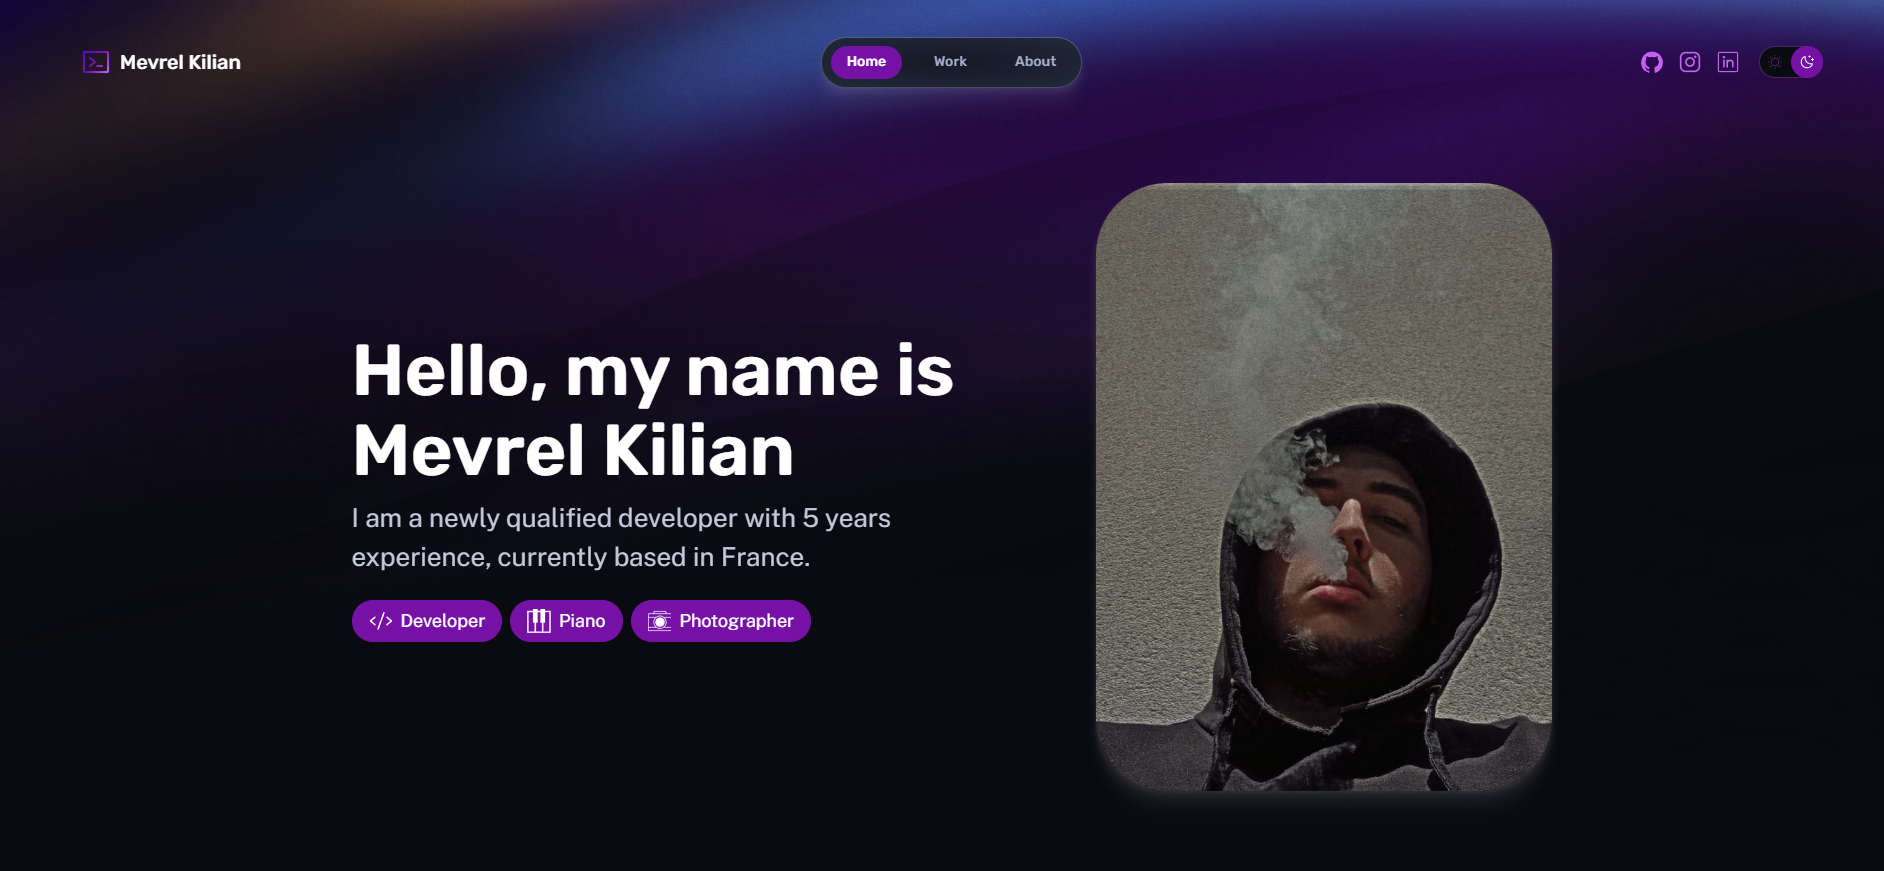 Mevrel Kilian
Home Work About
Hello, my name is
Mevrel Kilian
I am a newly qualified developer with 5 years
experience, currently based in France.
Developer Piano Photographer